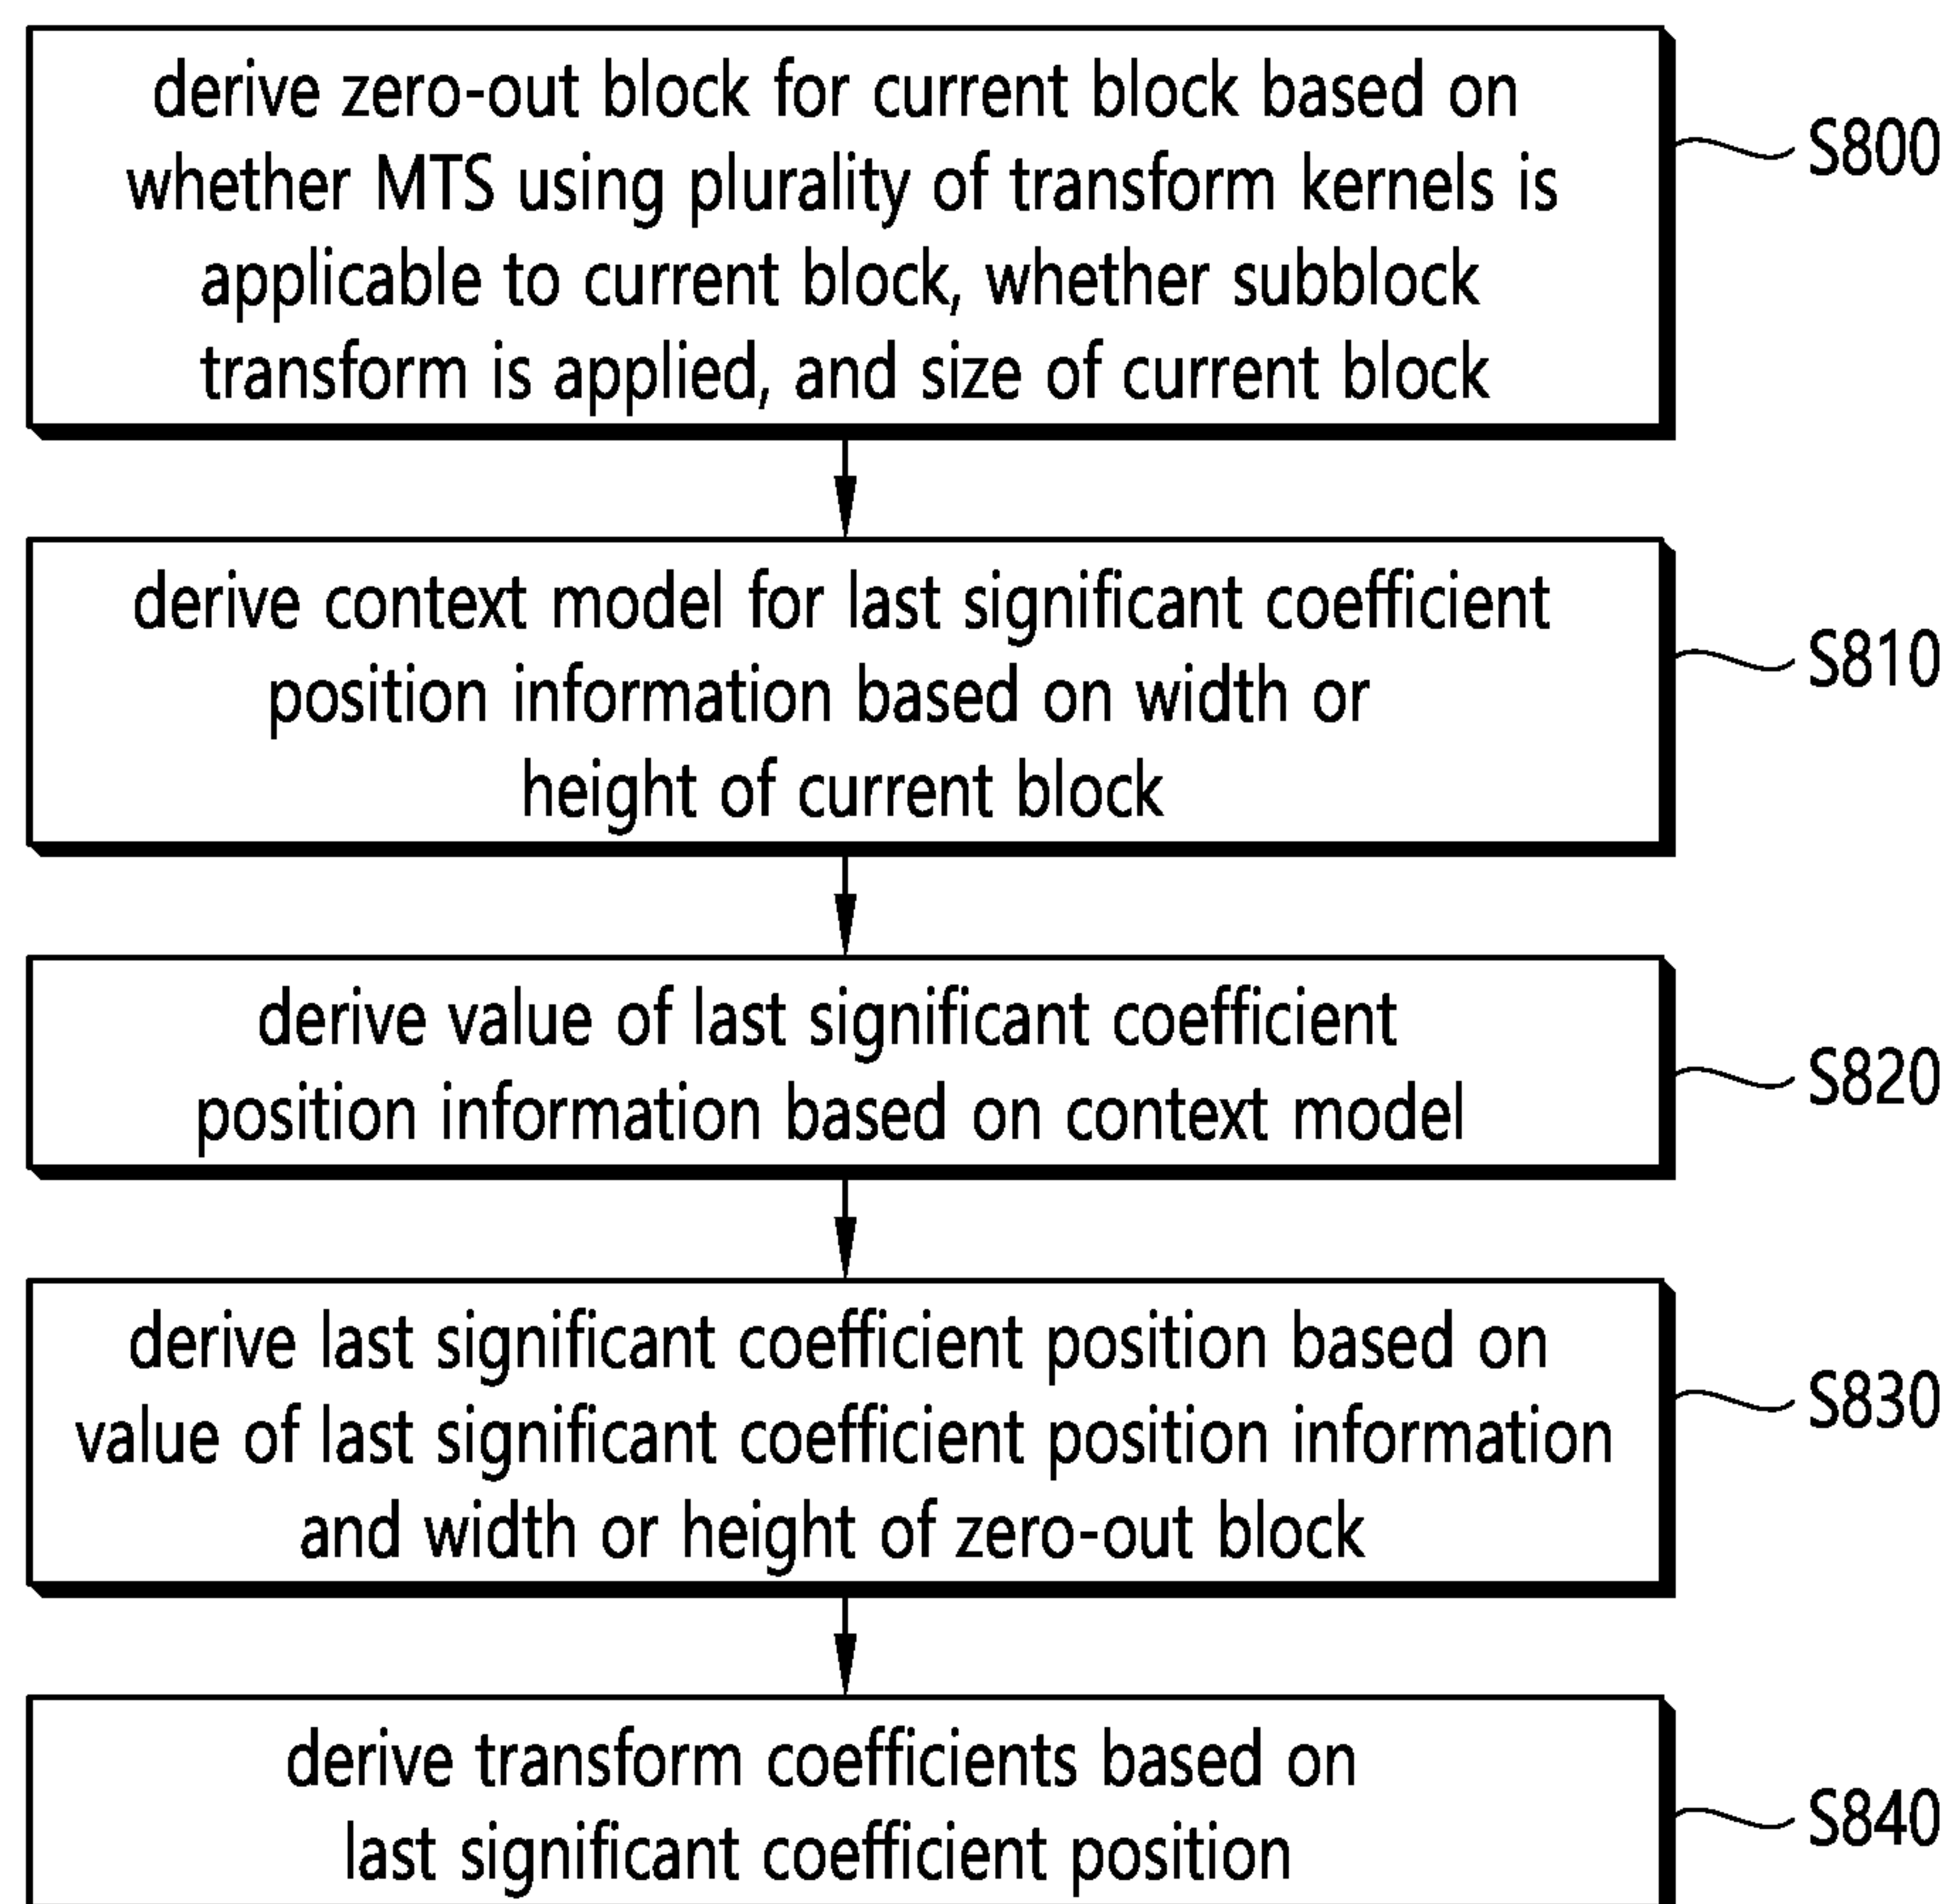 derive zero-out block for current block based on
whether MTS using plurality of transform kernels is
applicable to current block, whether subblock
transform is applied, and size of current block
S800
derive context model for last significant coefficient
position information based on width or
height of current block
S810
derive value of last significant coefficient
position information based on context model
S820
derive last significant coefficient position based on
value of last significant coefficient position information
and width or height of zero-out block
S830
derive transform coefficients based on
last significant coefficient position
S840